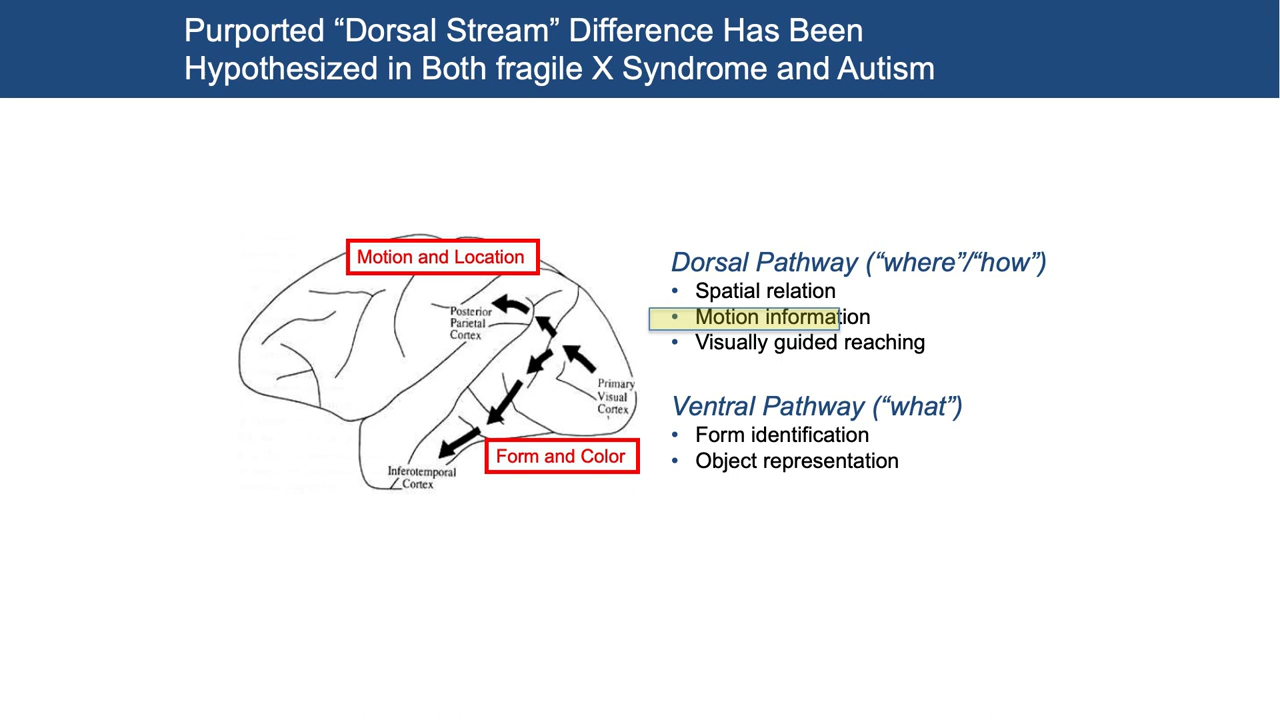 Purported “Dorsal Stream” Difference Has Been
Hypothesized in Both fragile X Syndrome and Autism
Motion and Location
Posterior
Parietal
Cortex
Primary
Visual
Cortex
Form and Color
Inferotemporal
Cortex
Dorsal Pathway (“where”/“how”)
• Spatial relation
• Motion information
• Visually guided reaching
Ventral Pathway (“what”)
• Form identification
• Object representation